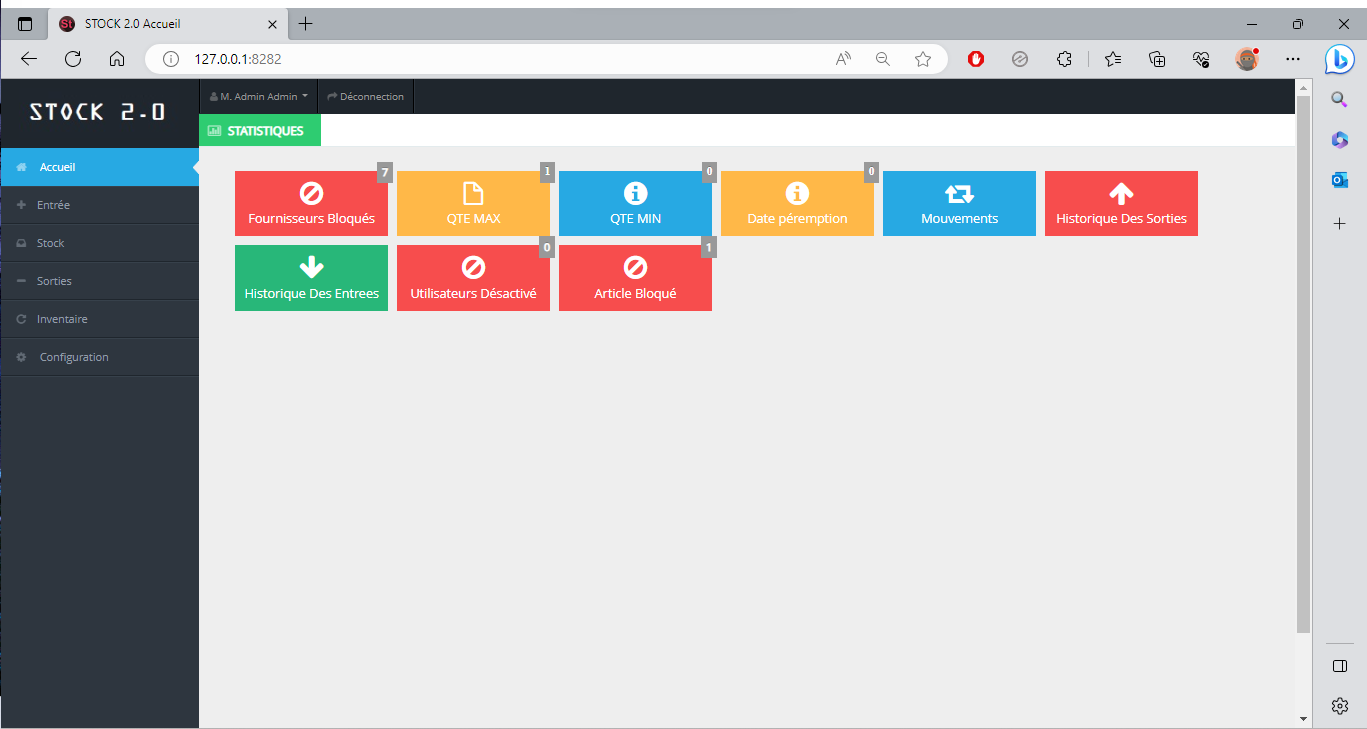 STOCK 2.0 Accueil
127.0.0.1:8282
STOCK 2.0
M. Admin Admin
Déconnection
STATISTIQUES
Accueil
Entrée
Stock
Sorties
Inventaire
Configuration
7
Fournisseurs Bloqués
1
QTE MAX
0
QTE MIN
0
Date péremption
Mouvements
Historique Des Sorties
Historique Des Entrees
0
Utilisateurs Désactivé
1
Article Bloqué